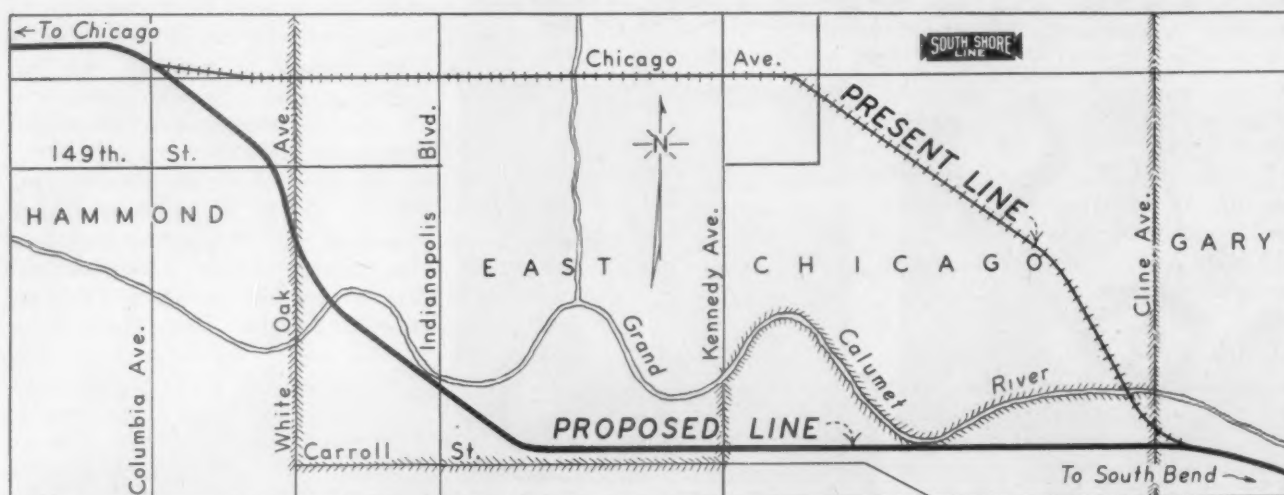 ←To Chicago
SOUTH SHORE
LINE
Chicago Ave.
PRESENT LINE
N
149th. St.
White Oak Ave.
Indianapolis Blvd.
HAMMOND
EAST CHICAGO
GARY
Columbia Ave.
Kennedy Ave.
Cline Ave.
Grand Calumet River
PROPOSED LINE
Carroll St.
To South Bend→